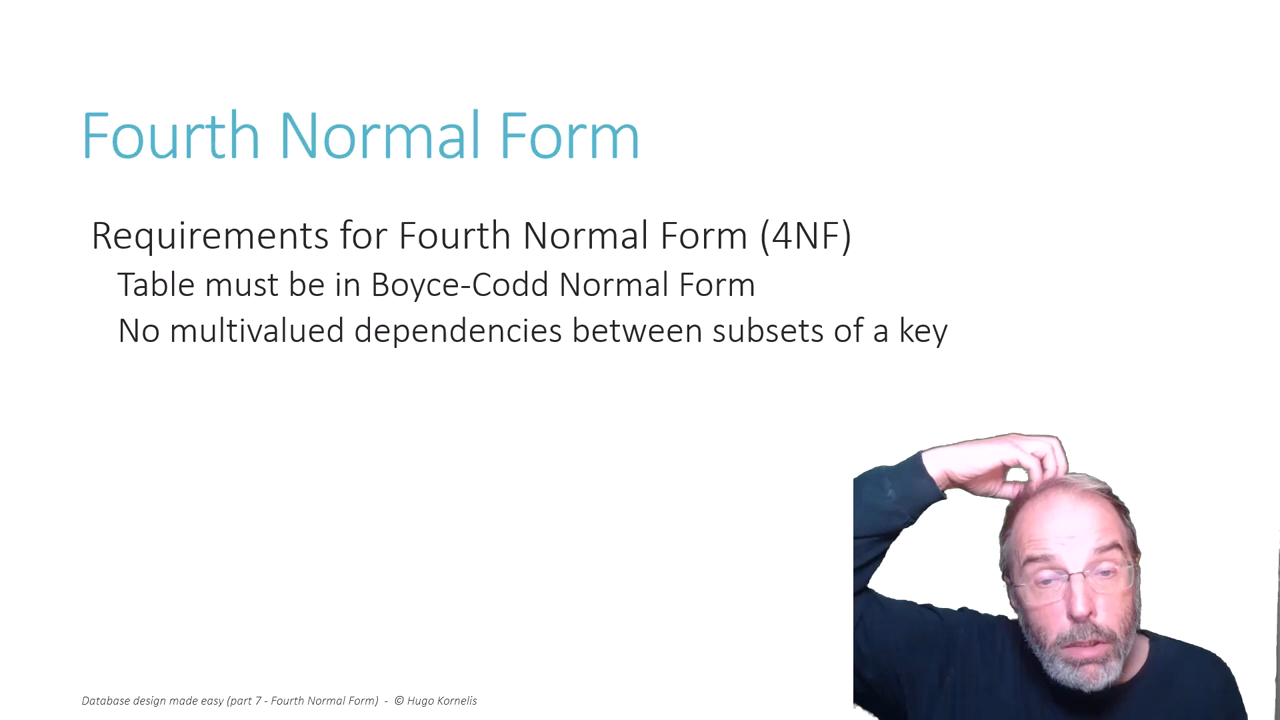 Fourth Normal Form
Requirements for Fourth Normal Form (4NF)
Table must be in Boyce-Codd Normal Form
No multivalued dependencies between subsets of a key
Database design made easy (part 7 - Fourth Normal Form) - © Hugo Kornelis